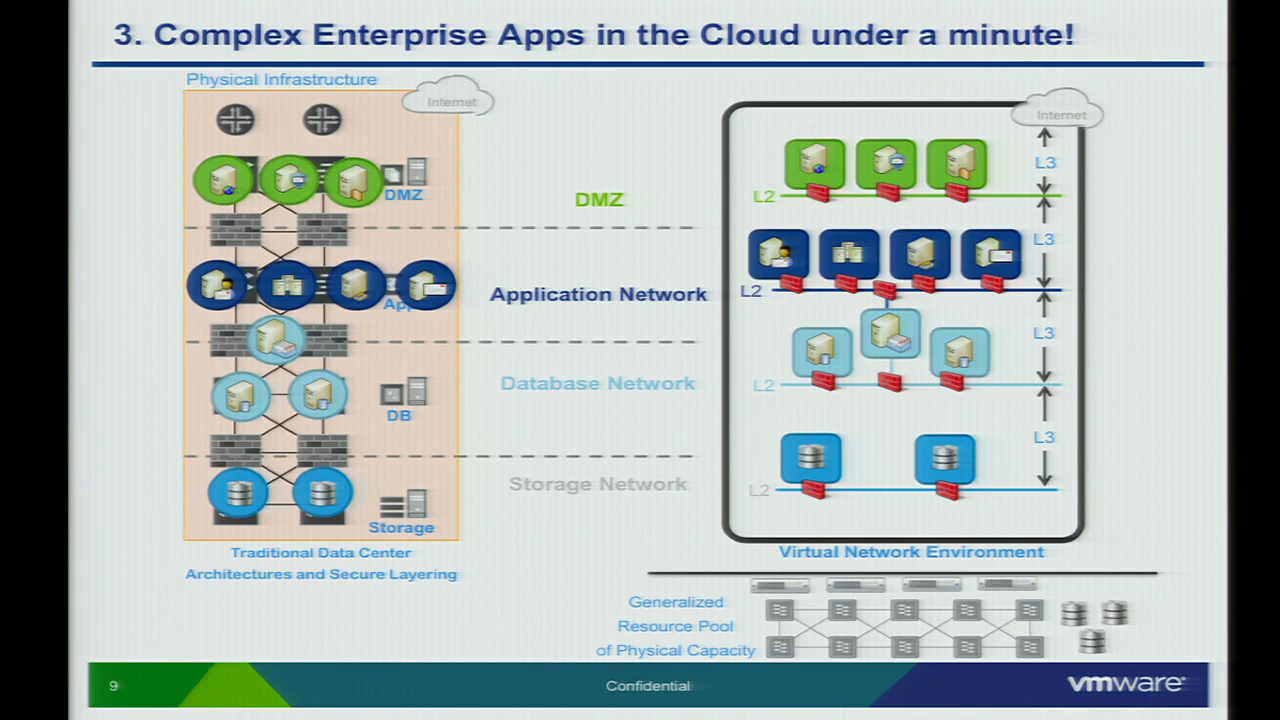 3. Complex Enterprise Apps in the Cloud under a minute!
Physical Infrastructure
Internet
DMZ
App
DB
Storage
Traditional Data Center
Architectures and Secure Layering
DMZ
Application Network
Database Network
Storage Network
Internet
L3
L2
L3
L2
L3
L2
L3
L2
Virtual Network Environment
Generalized
Resource Pool
of Physical Capacity
9
Confidential
vmware